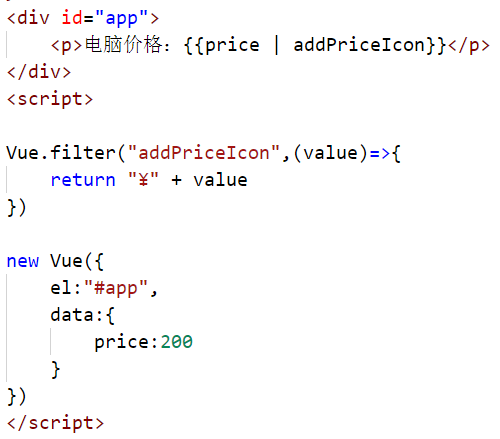 <div id="app">
    <p>电脑价格：{{price | addPriceIcon}}</p>
</div>
<script>

Vue.filter("addPriceIcon",(value)=>{
    return "¥" + value
})

new Vue({
    el:"#app",
    data:{
        price:200
    }
})
</script>